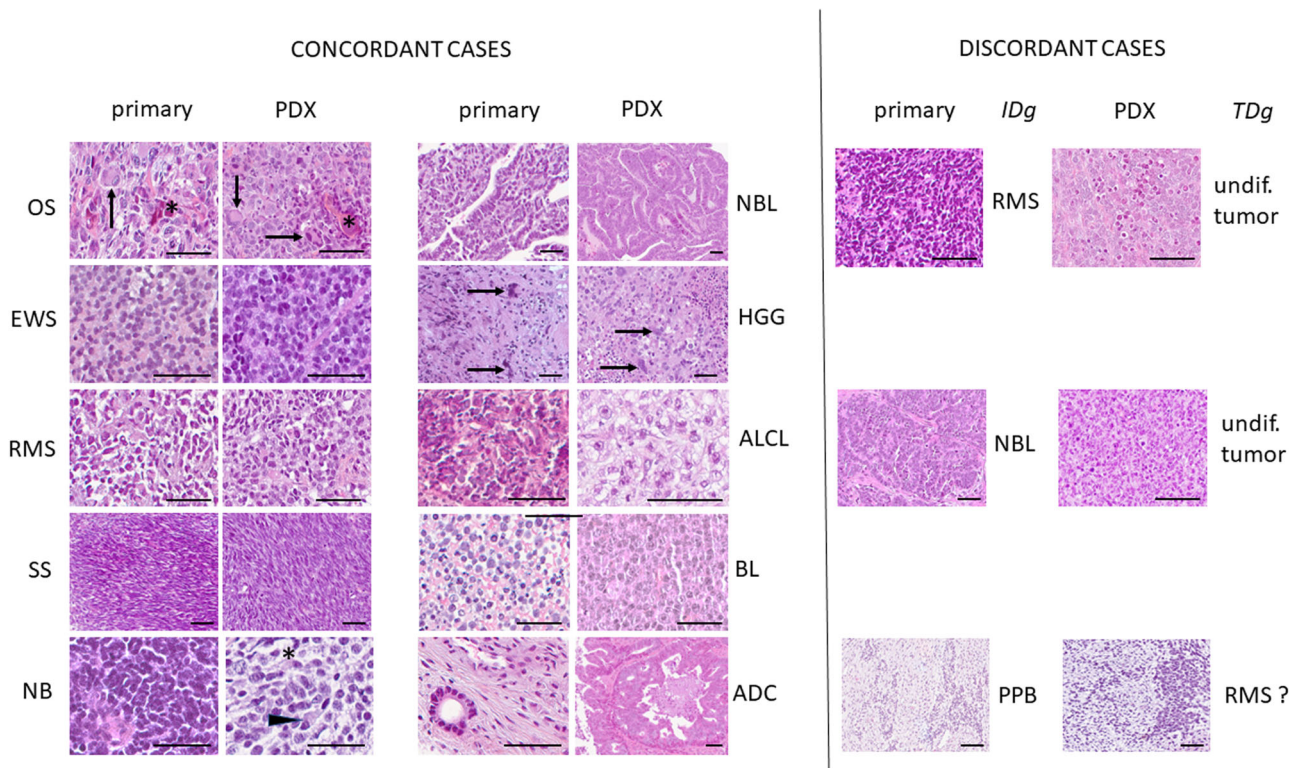 CONCORDANT CASES
DISCORDANT CASES
primary PDX primary PDX
primary IDg PDX TDg
OS
*
*
NBL
EWS
HGG
RMS
ALCL
SS
BL
NB
*
ADC
RMS
undif.
tumor
NBL
undif.
tumor
PPB
RMS ?